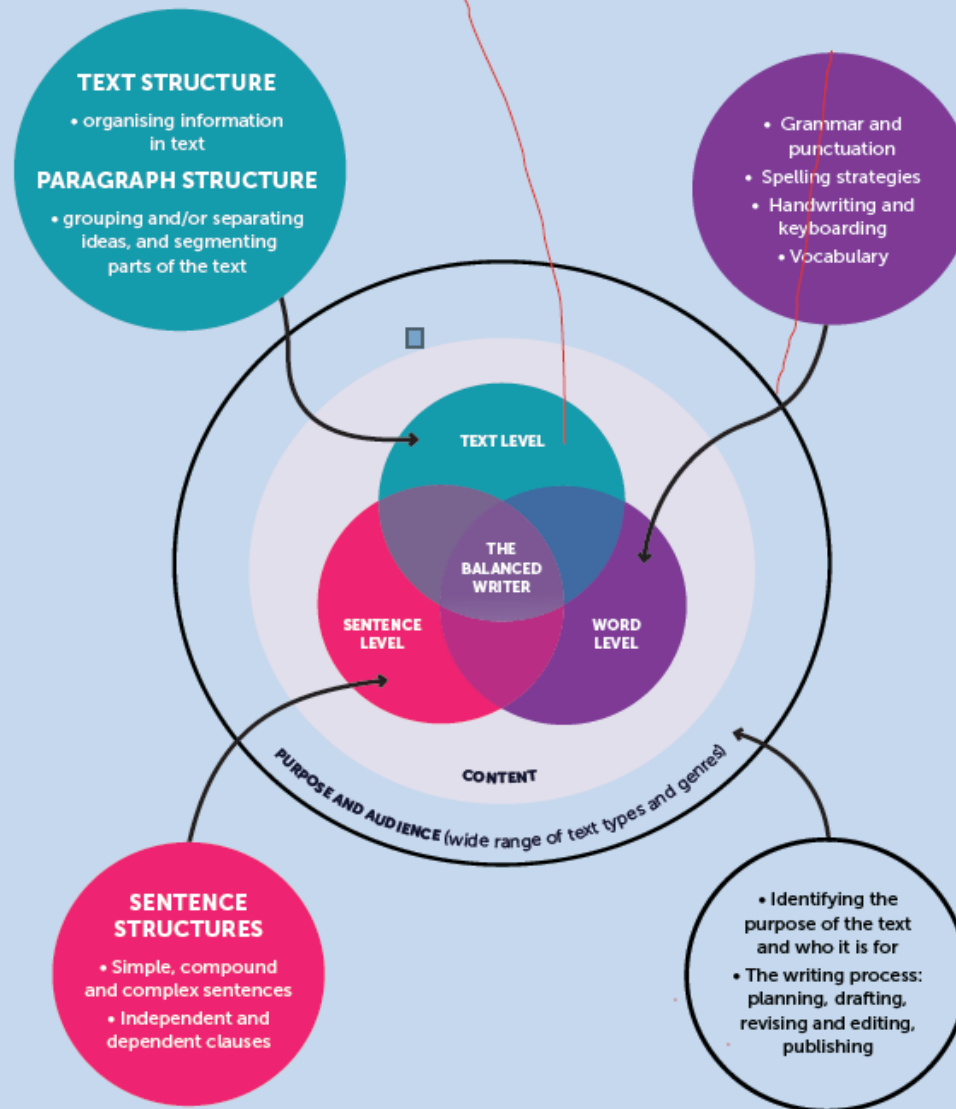 TEXT STRUCTURE
• organising information
in text
PARAGRAPH STRUCTURE
• grouping and/or separating
ideas, and segmenting
parts of the text
• Grammar and
punctuation
• Spelling strategies
• Handwriting and
keyboarding
• Vocabulary
TEXT LEVEL
THE
BALANCED
WRITER
SENTENCE
LEVEL
WORD
LEVEL
CONTENT
PURPOSE AND AUDIENCE (wide range of text types and genres)
SENTENCE
STRUCTURES
• Simple, compound
and complex sentences
• Independent and
dependent clauses
• Identifying the
purpose of the text
and who it is for
• The writing process:
planning, drafting,
revising and editing,
publishing